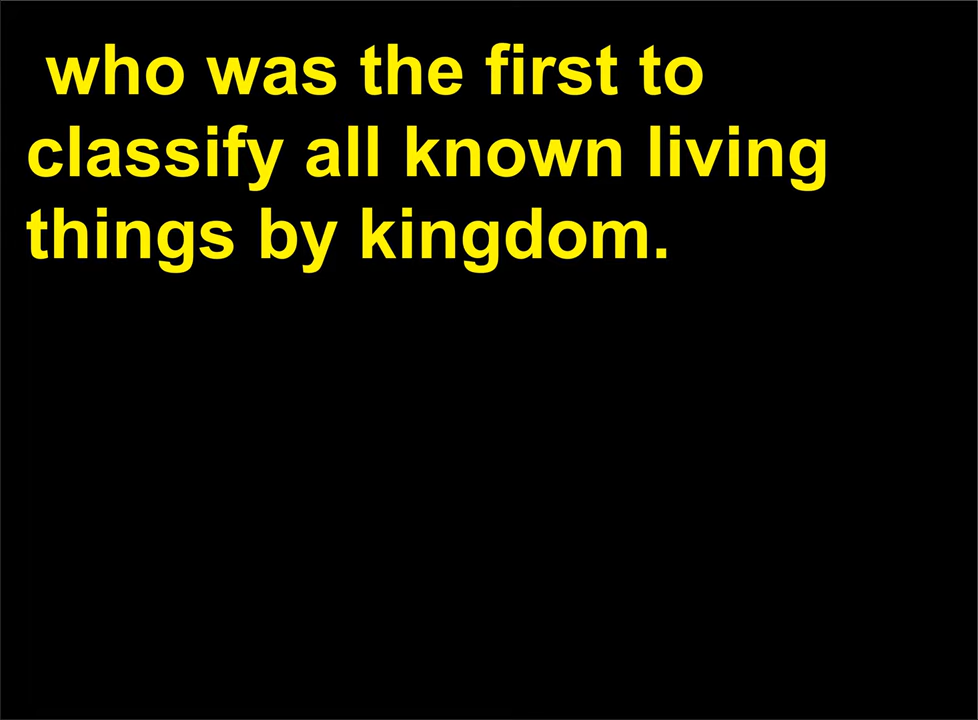 who was the first to
classify all known living
things by kingdom.